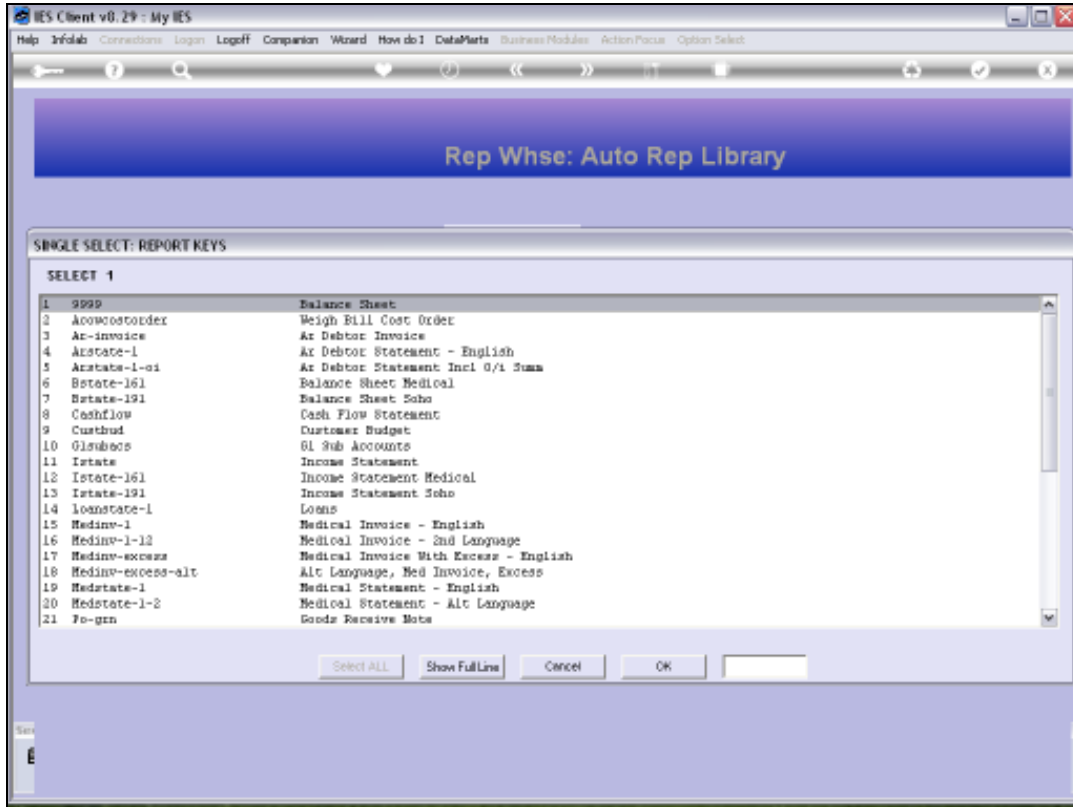 IES Client v8.29 : My IES
Help Infolab Connections Logon Logoff Companion Wizard How do I DataMarts Business Modules Action Focus Option Select
Rep Whse: Auto Rep Library
SINGLE SELECT: REPORT KEYS
SELECT 1
1 9999 Balance Sheet
2 Acowcostorder Weigh Bill Cost Order
3 Ar-invoice Ar Debtor Invoice
4 Arstate-1 Ar Debtor Statement - English
5 Arstate-1-oi Ar Debtor Statement Incl O/i Summ
6 Bstate-161 Balance Sheet Medical
7 Bstate-191 Balance Sheet Soho
8 Cashflow Cash Flow Statement
9 Custbud Customer Budget
10 Glsubacs Gl Sub Accounts
11 Istate Income Statement
12 Istate-161 Income Statement Medical
13 Istate-191 Income Statement Soho
14 Loanstate-1 Loans
15 Medinv-1 Medical Invoice - English
16 Medinv-1-12 Medical Invoice - 2nd Language
17 Medinv-excess Medical Invoice With Excess - English
18 Medinv-excess-alt Alt Language, Med Invoice, Excess
19 Medstate-1 Medical Statement - English
20 Medstate-1-2 Medical Statement - Alt Language
21 Po-grn Goods Receive Note
Select ALL Show Full Line Cancel OK